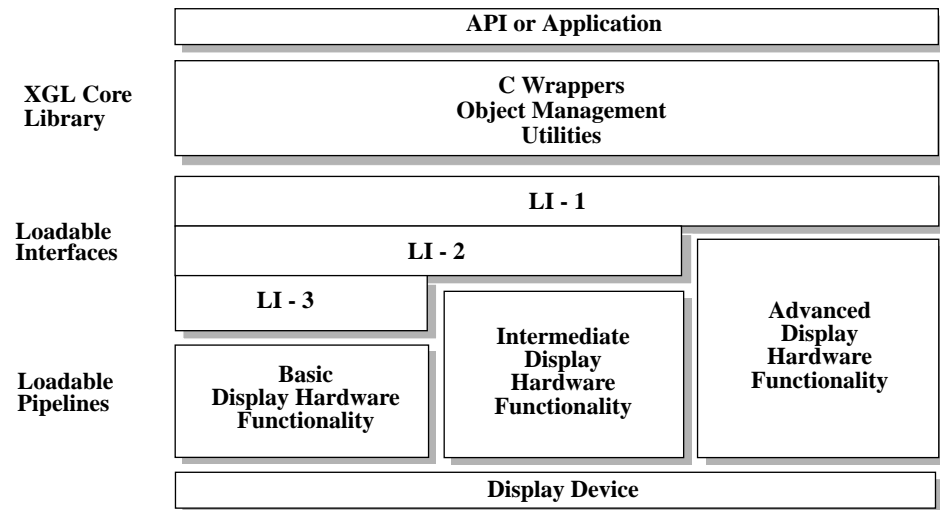 API or Application
XGL Core
Library
C Wrappers
Object Management
Utilities
Loadable
Interfaces
LI - 1
LI - 2
LI - 3
Loadable
Pipelines
Basic
Display Hardware
Functionality
Intermediate
Display
Hardware
Functionality
Advanced
Display
Hardware
Functionality
Display Device